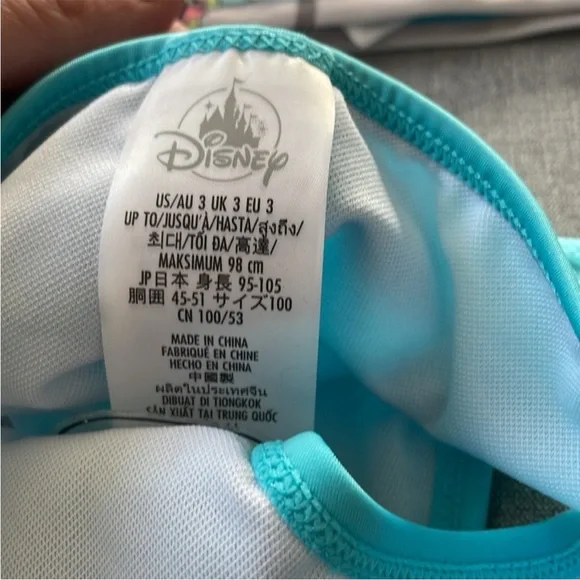 Disney
US/AU 3 UK 3 EU 3
UP TO/JUSQU'À/HASTA/สูงถึง/
최대/TỐI ĐA/高達/
MAKSIMUM 98 cm
JP日本 身長 95-105
胴囲 45-51 サイズ100
CN 100/53
MADE IN CHINA
FABRIQUÉ EN CHINE
HECHO EN CHINA
中國製
ผลิตในประเทศจีน
DIBUAT DI TIONGKOK
SẢN XUẤT TẠI TRUNG QUỐC